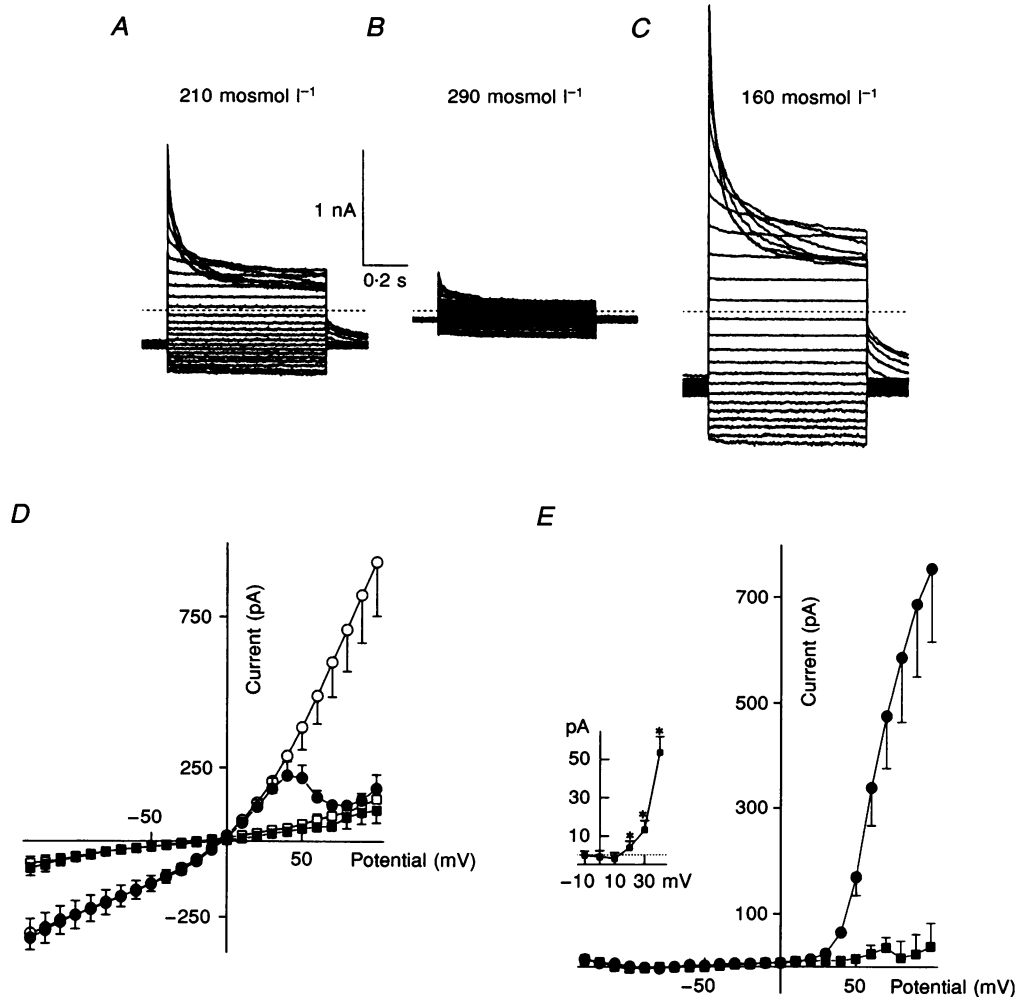 A
B
C
210 mosmol l⁻¹
290 mosmol l⁻¹
160 mosmol l⁻¹
1 nA
0·2 s
D
750
250
−50
50
−250
Current (pA)
Potential (mV)
E
700
500
300
100
−50
50
Current (pA)
Potential (mV)
pA
50
30
10
−10
10
30
mV
*
*
*